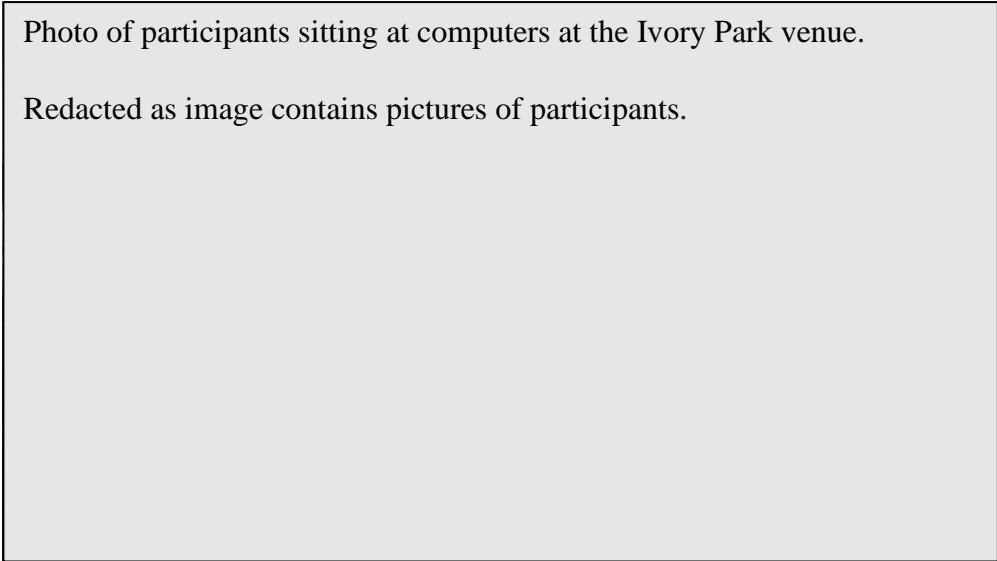 Photo of participants sitting at computers at the Ivory Park venue.
Redacted as image contains pictures of participants.